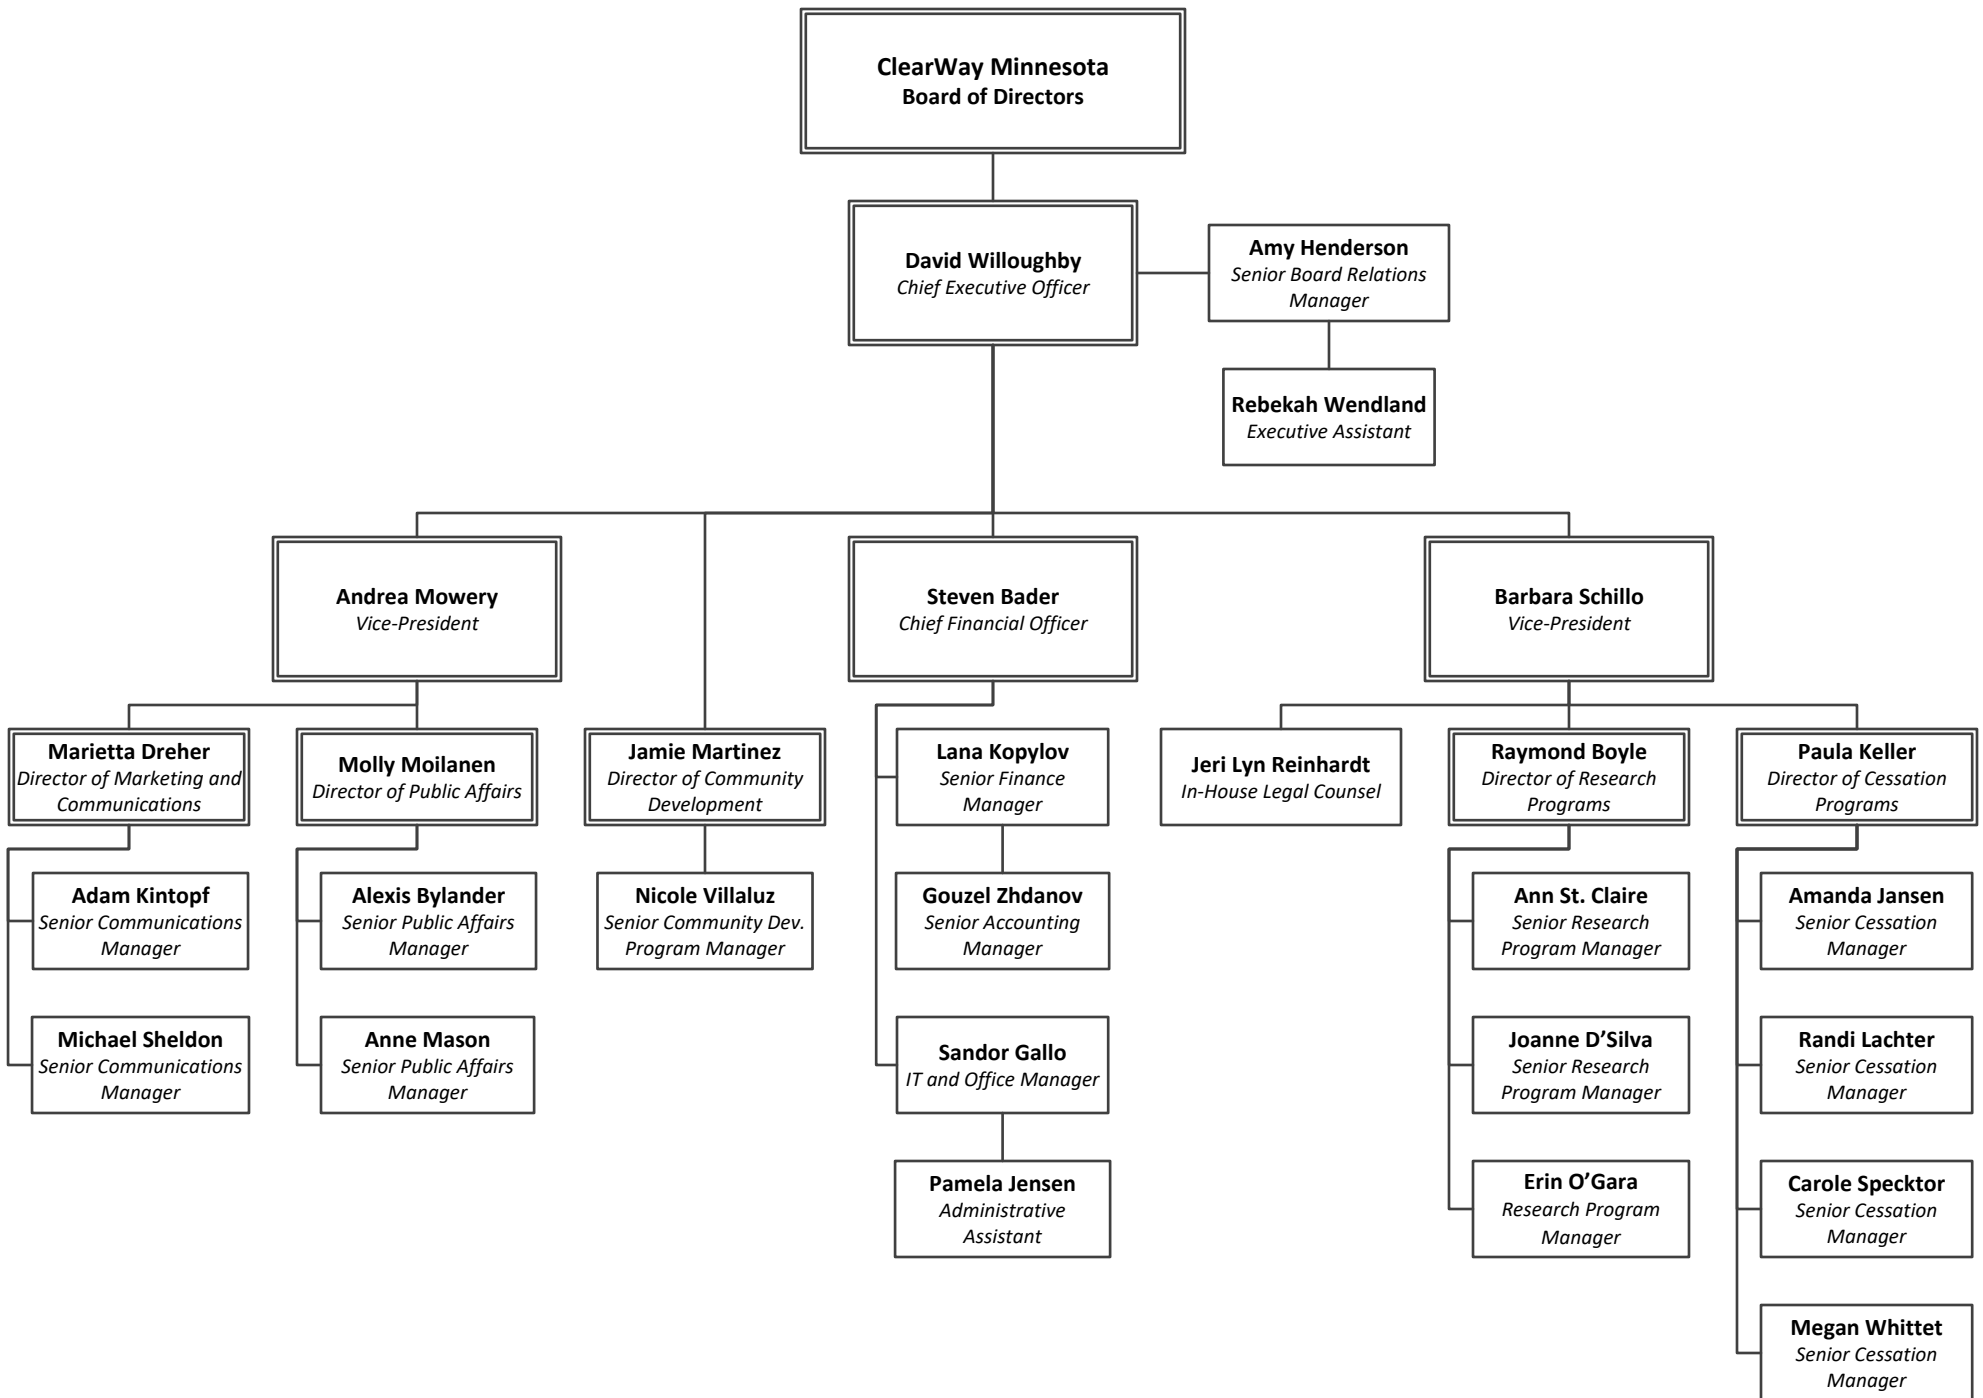 ClearWay Minnesota
Board of Directors
David Willoughby
Chief Executive Officer
Amy Henderson
Senior Board Relations
Manager
Rebekah Wendland
Executive Assistant
Andrea Mowery
Vice-President
Steven Bader
Chief Financial Officer
Barbara Schillo
Vice-President
Marietta Dreher
Director of Marketing and
Communications
Molly Moilanen
Director of Public Affairs
Jamie Martinez
Director of Community
Development
Lana Kopylov
Senior Finance
Manager
Jeri Lyn Reinhardt
In-House Legal Counsel
Raymond Boyle
Director of Research
Programs
Paula Keller
Director of Cessation
Programs
Adam Kintopf
Senior Communications
Manager
Alexis Bylander
Senior Public Affairs
Manager
Nicole Villaluz
Senior Community Dev.
Program Manager
Gouzel Zhdanov
Senior Accounting
Manager
Ann St. Claire
Senior Research
Program Manager
Amanda Jansen
Senior Cessation
Manager
Michael Sheldon
Senior Communications
Manager
Anne Mason
Senior Public Affairs
Manager
Sandor Gallo
IT and Office Manager
Joanne D’Silva
Senior Research
Program Manager
Randi Lachter
Senior Cessation
Manager
Pamela Jensen
Administrative
Assistant
Erin O’Gara
Research Program
Manager
Carole Specktor
Senior Cessation
Manager
Megan Whittet
Senior Cessation
Manager